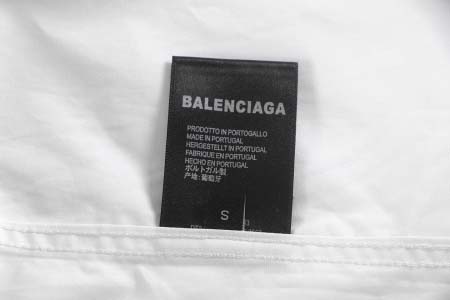 BALENCIAGA
PRODOTTO IN PORTOGALLO
MADE IN PORTUGAL
HERGESTELLT IN PORTUGAL
FABRIQUE EN PORTUGAL
HECHO EN PORTUGAL
ポルトガル製
产地:葡萄牙
S